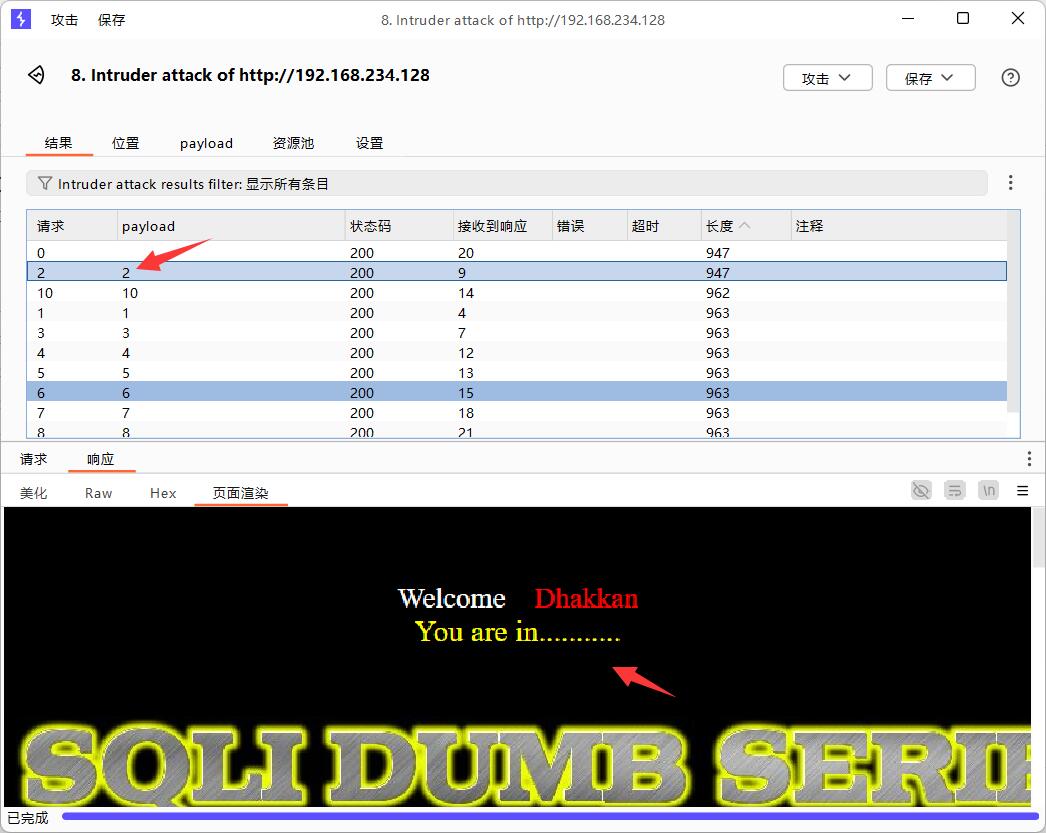 攻击 保存 8. Intruder attack of http://192.168.234.128
8. Intruder attack of http://192.168.234.128 攻击 保存
结果 位置 payload 资源池 设置
Intruder attack results filter: 显示所有条目
请求 payload 状态码 接收到响应 错误 超时 长度 注释
0 200 20 947
2 2 200 9 947
10 10 200 14 962
1 1 200 4 963
3 3 200 7 963
4 4 200 12 963
5 5 200 13 963
6 6 200 15 963
7 7 200 18 963
8 8 200 21 963
请求 响应
美化 Raw Hex 页面渲染 \n
Welcome Dhakkan
You are in...........
SQLI DUMB SERIE
已完成